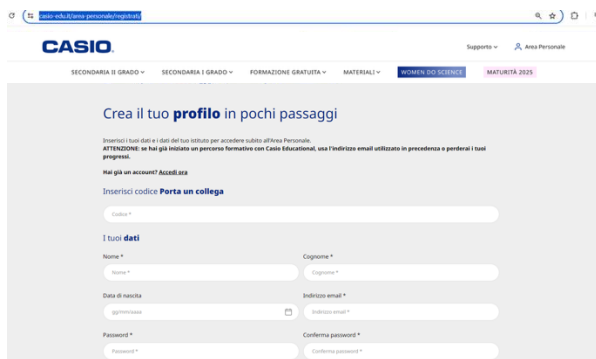 casio-edu.it/area-personale/registrati/
CASIO.
Supporto
Area Personale
SECONDARIA II GRADO
SECONDARIA I GRADO
FORMAZIONE GRATUITA
MATERIALI
WOMEN DO SCIENCE
MATURITÀ 2025
Crea il tuo profilo in pochi passaggi
Inserisci i tuoi dati e i dati del tuo istituto per accedere subito all'Area Personale.
ATTENZIONE: se hai già iniziato un percorso formativo con Casio Educational, usa l'indirizzo email utilizzato in precedenza o perderai i tuoi
progressi.
Hai già un account? Accedi ora
Inserisci codice Porta un collega
Codice *
I tuoi dati
Nome * Cognome *
Nome * Cognome *
Data di nascita Indirizzo email *
gg/mm/aaaa Indirizzo email *
Password * Conferma password *
Password * Conferma password *